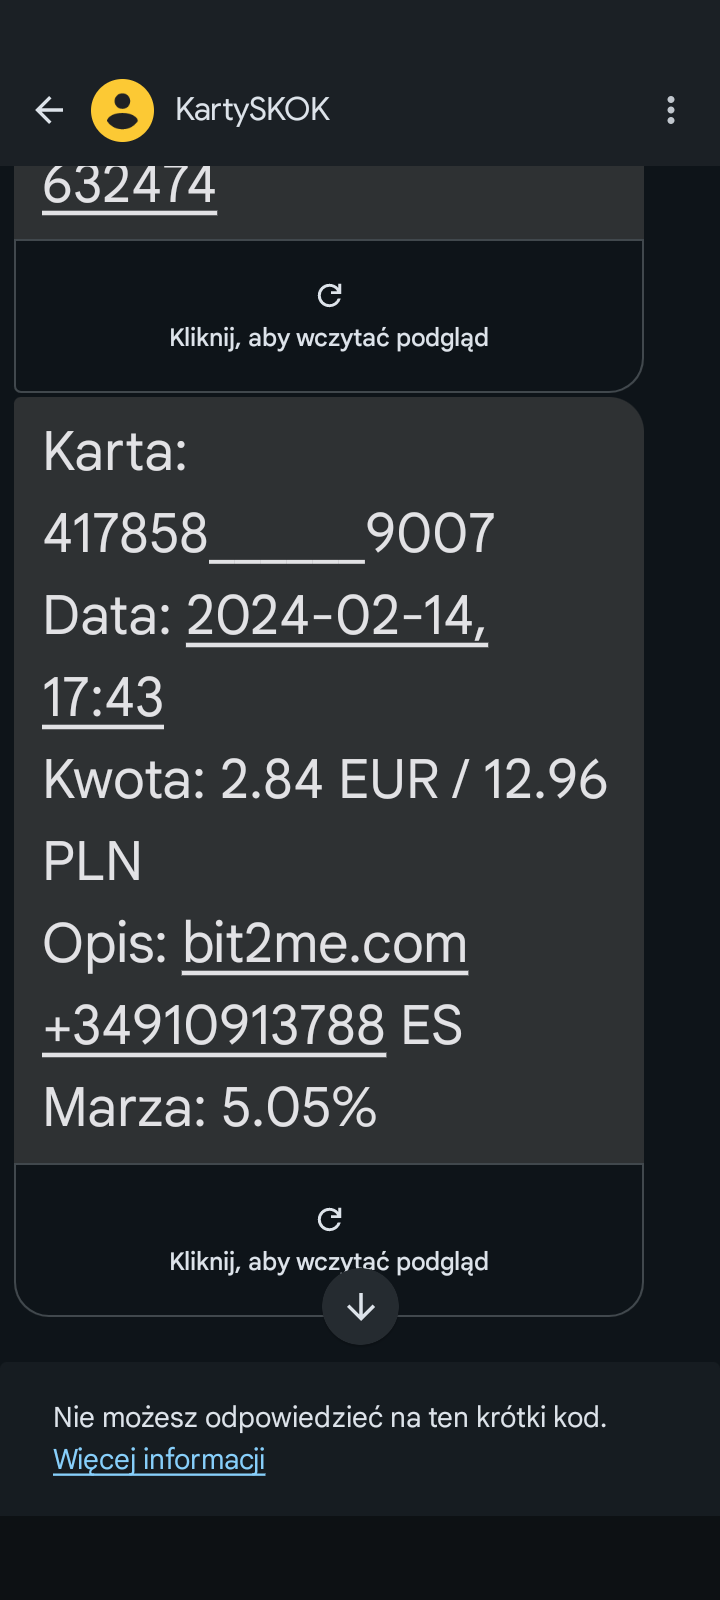 KartySKOK
632474
Kliknij, aby wczytać podgląd
Karta:
417858______9007
Data: 2024-02-14,
17:43
Kwota: 2.84 EUR / 12.96
PLN
Opis: bit2me.com
+34910913788 ES
Marza: 5.05%
Kliknij, aby wczytać podgląd
Nie możesz odpowiedzieć na ten krótki kod.
Więcej informacji